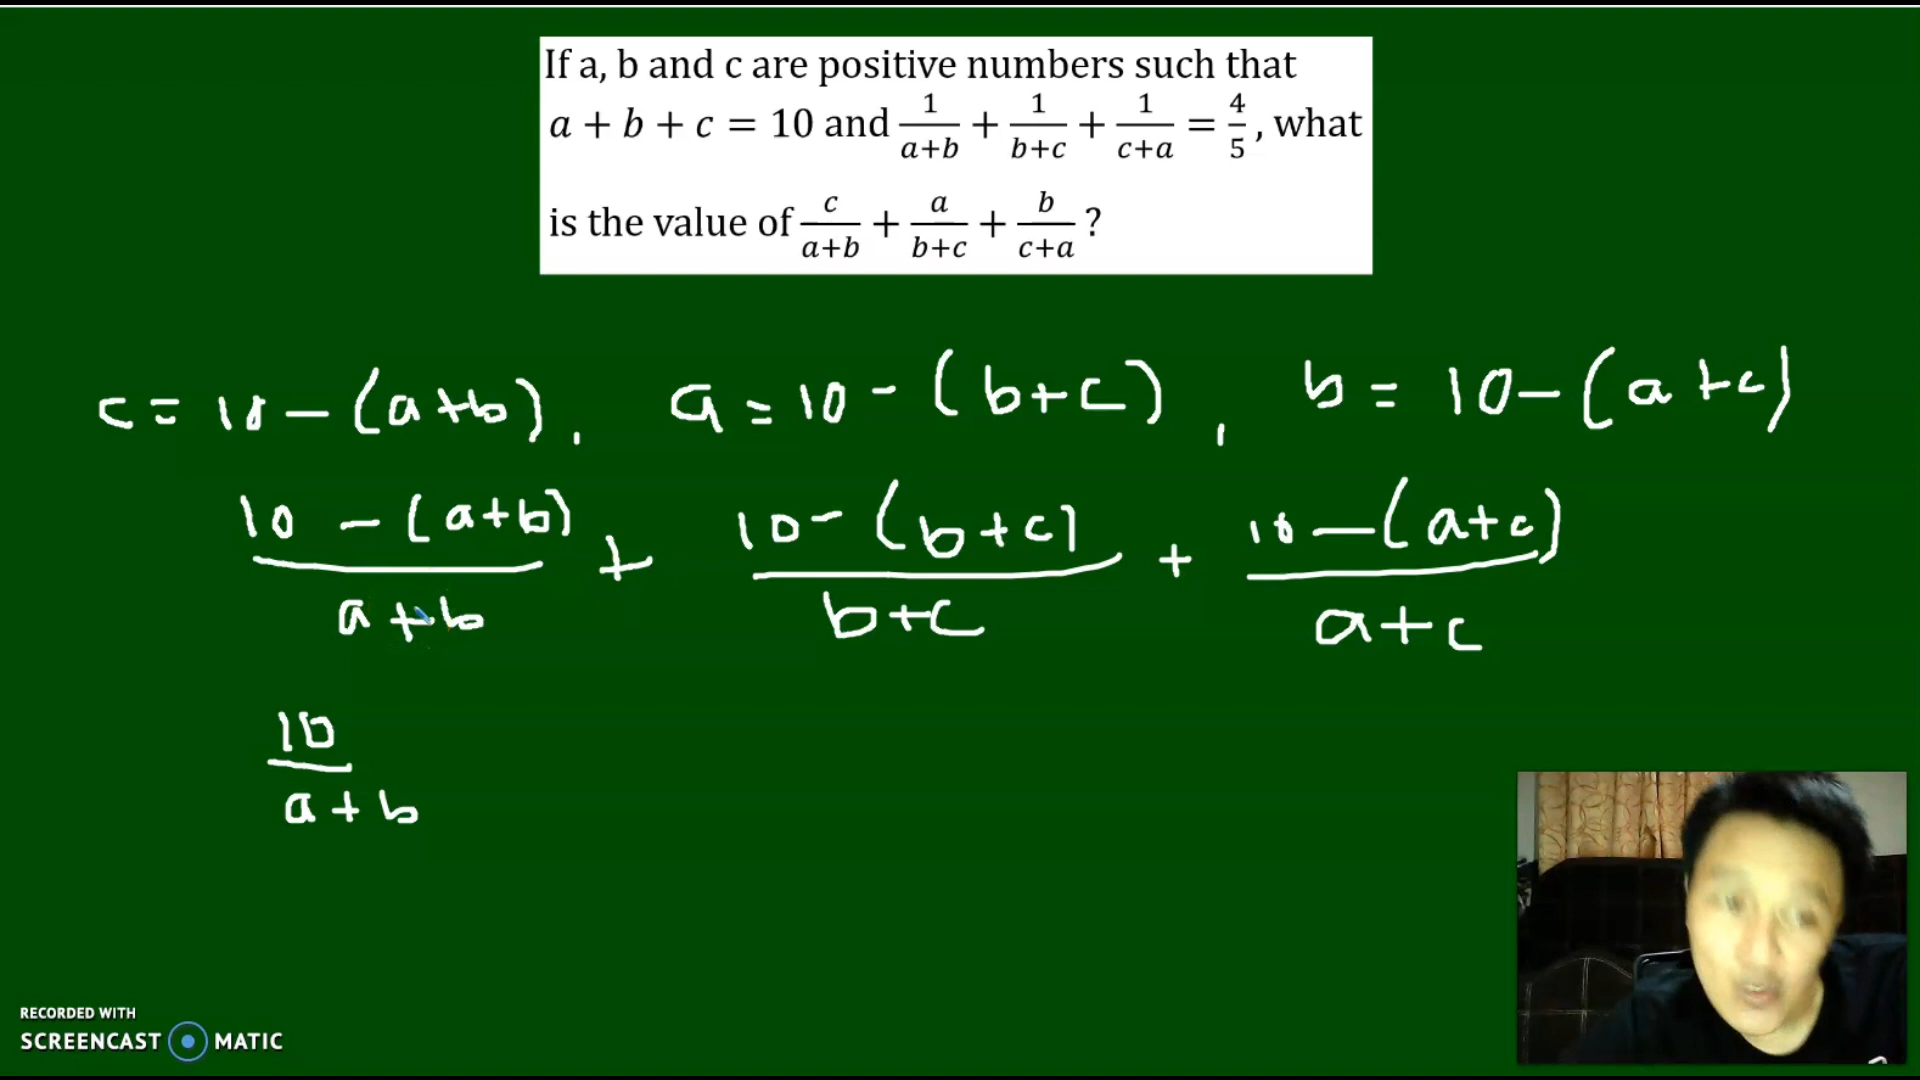 If a, b and c are positive numbers such that
a + b + c = 10 and 1/(a+b) + 1/(b+c) + 1/(c+a) = 4/5, what
is the value of c/(a+b) + a/(b+c) + b/(c+a) ?
c = 10 - (a+b), a = 10 - (b+c), b = 10 - (a+c)
(10 - (a+b))/(a+b) + (10 - (b+c))/(b+c) + (10 - (a+c))/(a+c)
10/(a+b)
RECORDED WITH
SCREENCAST MATIC